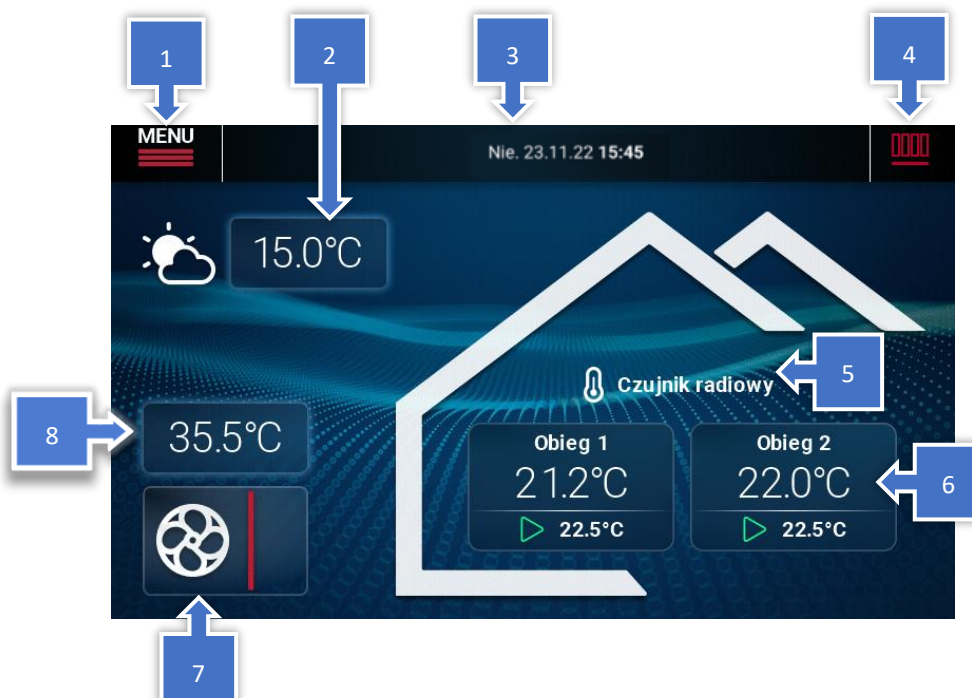 1
2
3
4
MENU
Nie. 23.11.22 15:45
15.0°C
Czujnik radiowy
5
8
35.5°C
Obieg 1
21.2°C
22.5°C
Obieg 2
22.0°C
22.5°C
6
7